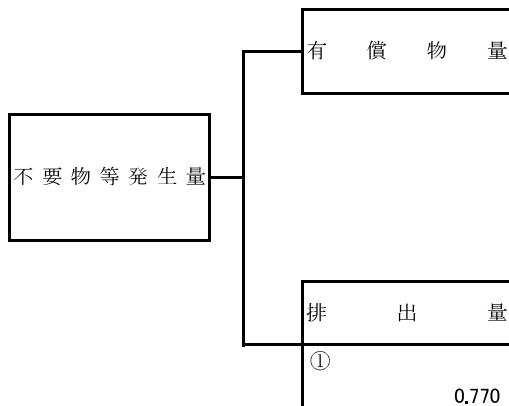 有償物量
不要物等発生量
排出量
①
0.770